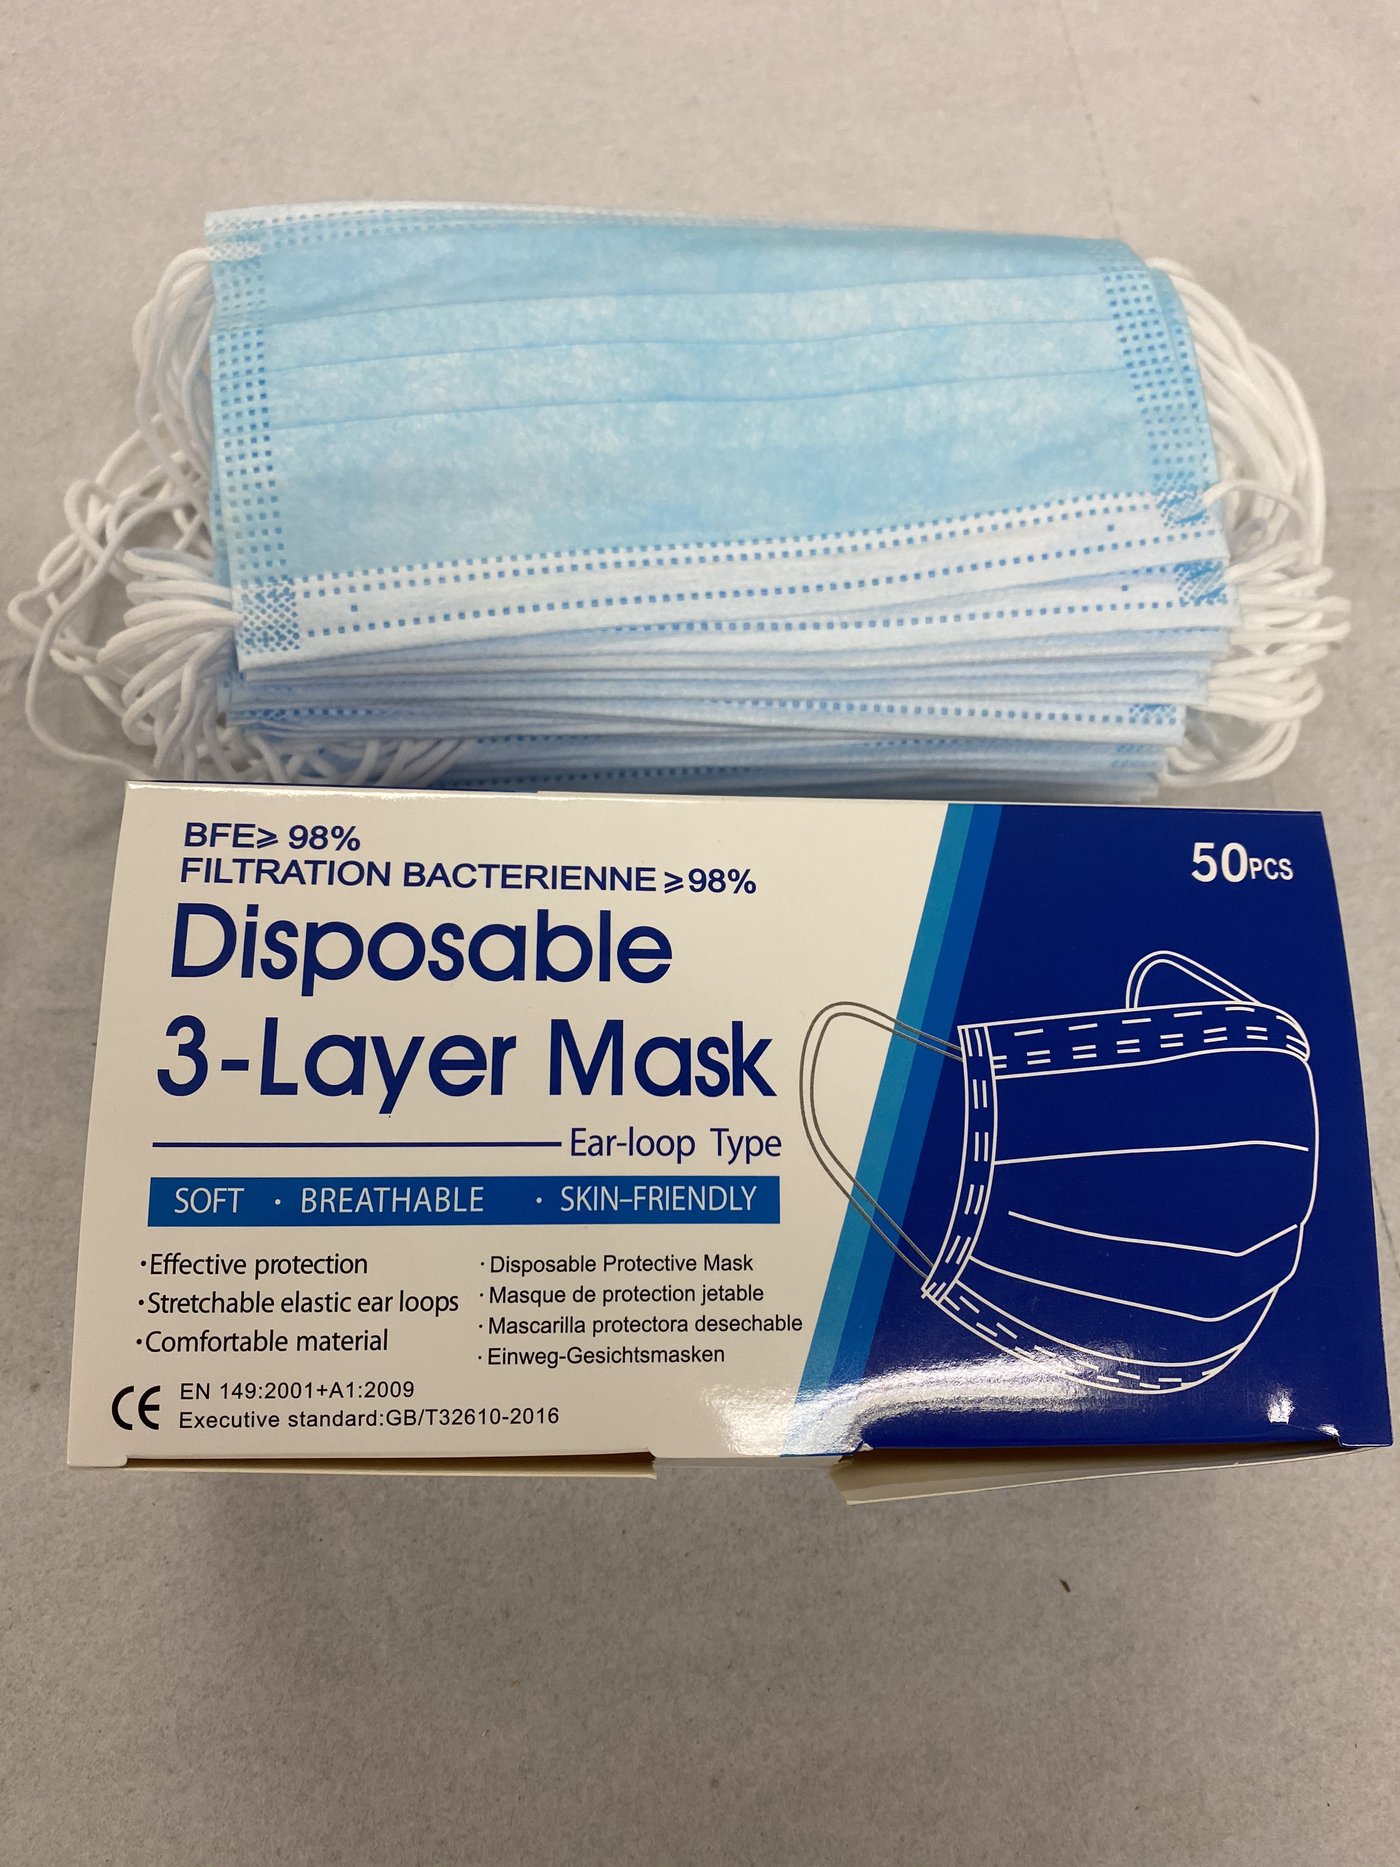 BFE⩾ 98%
FILTRATION BACTERIENNE ⩾98%
50PCS
Disposable
3-Layer Mask
Ear-loop Type
SOFT · BREATHABLE · SKIN–FRIENDLY
·Effective protection
·Stretchable elastic ear loops
·Comfortable material
· Disposable Protective Mask
· Masque de protection jetable
· Mascarilla protectora desechable
· Einweg-Gesichtsmasken
CE
EN 149:2001+A1:2009
Executive standard:GB/T32610-2016